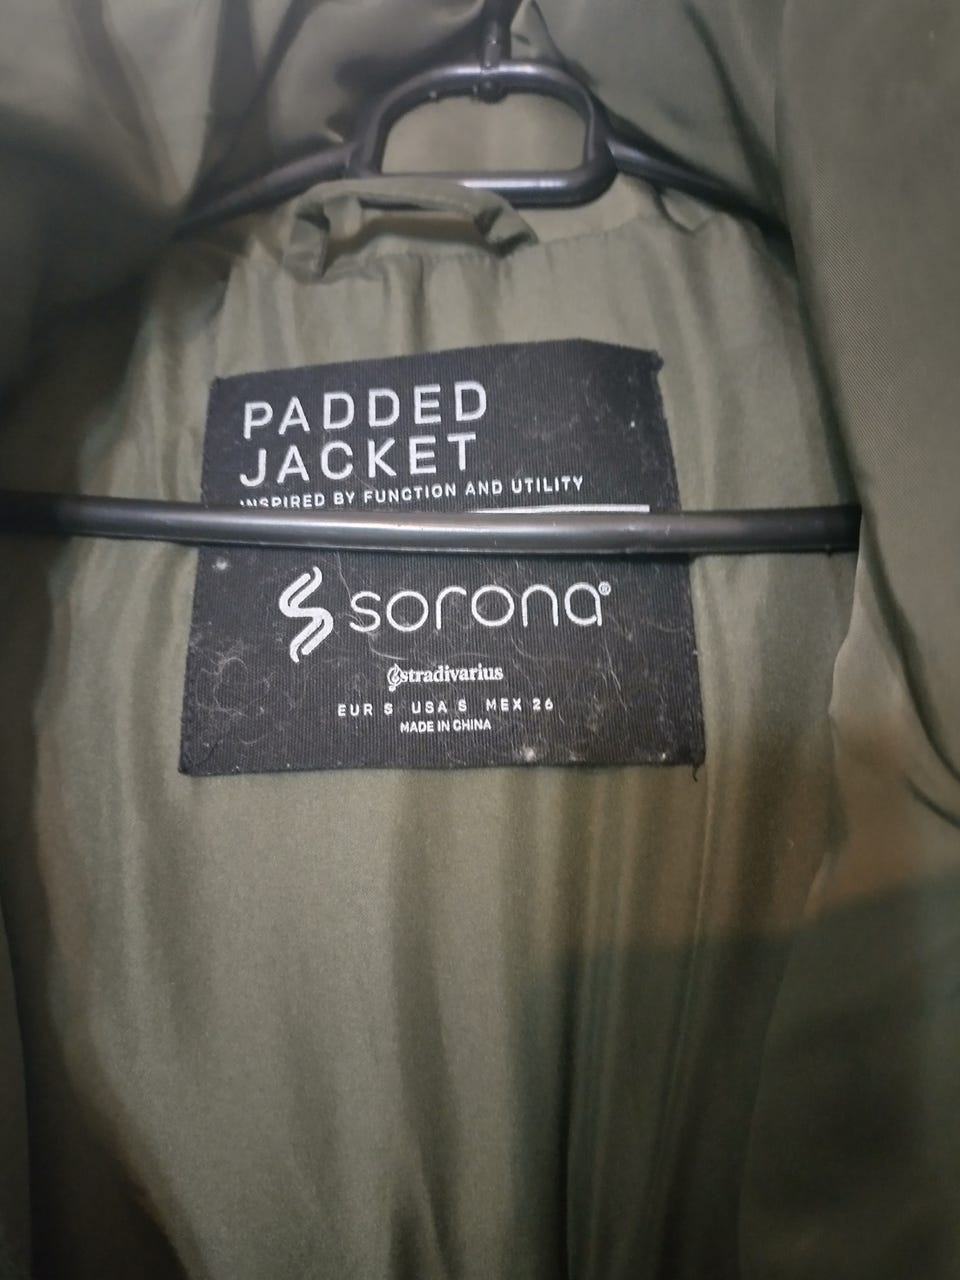 PADDED
JACKET
INSPIRED BY FUNCTION AND UTILITY
sorona®
stradivarius
EUR S USA S MEX 26
MADE IN CHINA